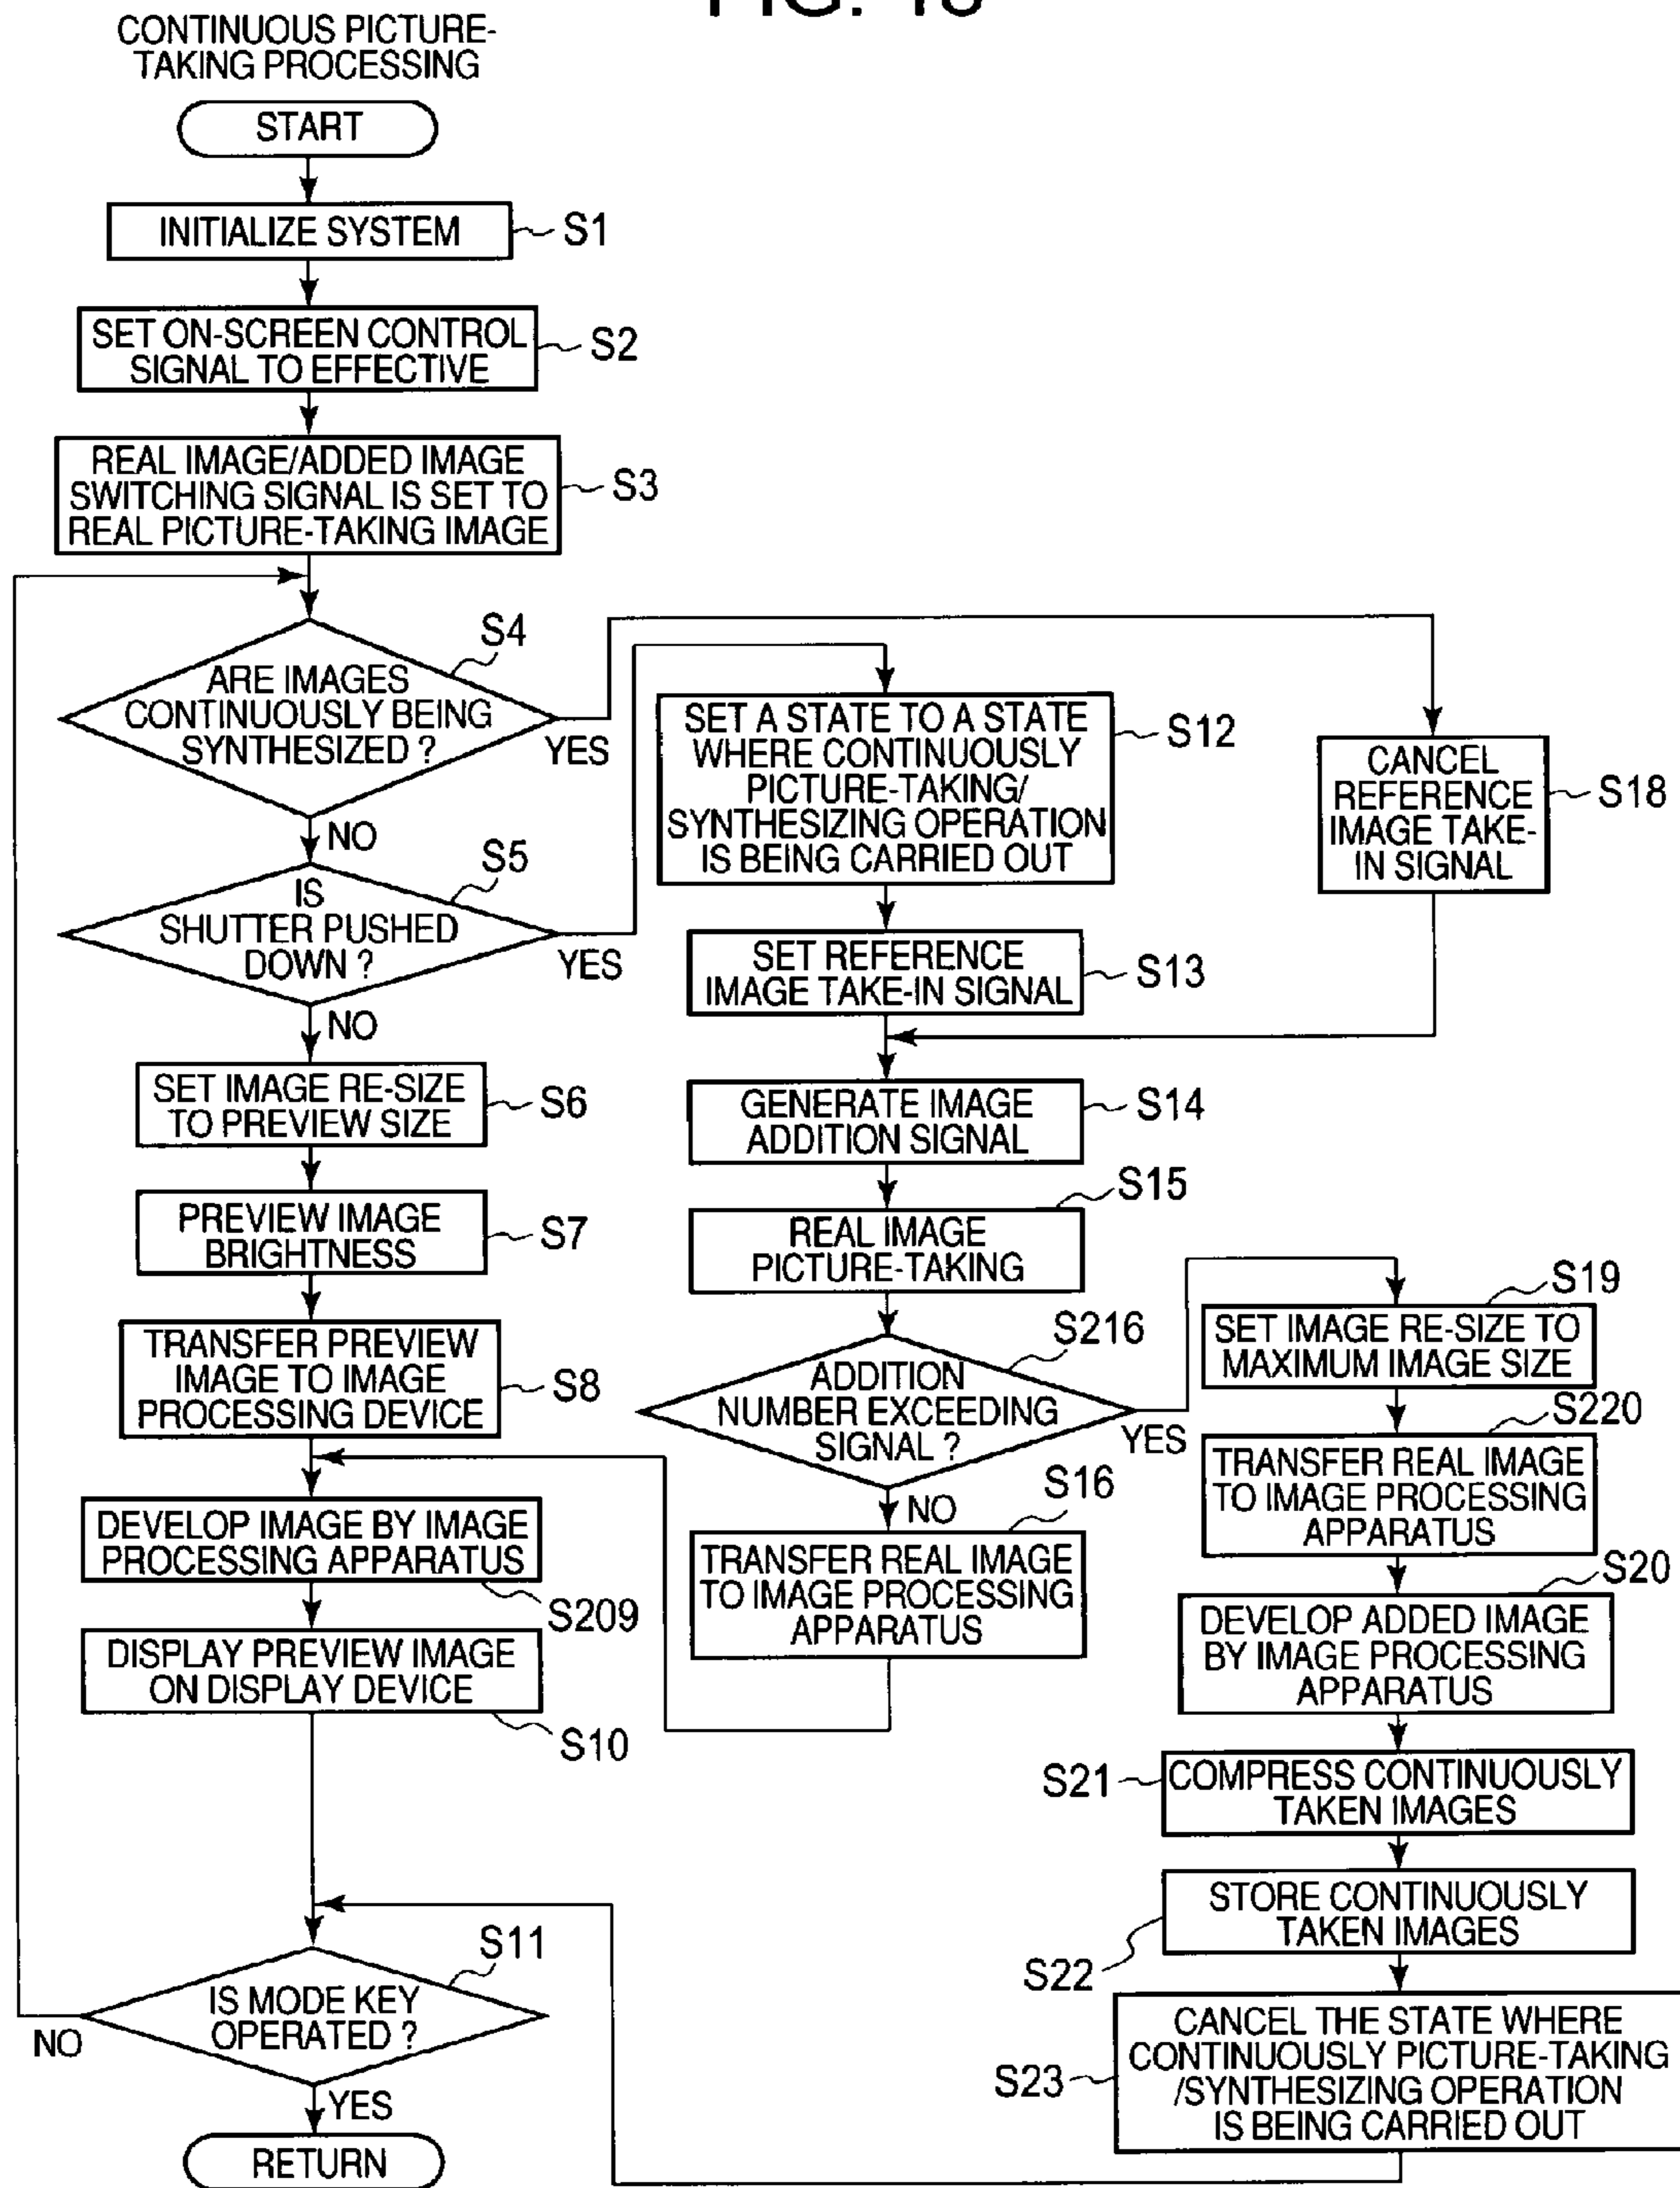 CONTINUOUS PICTURE-
TAKING PROCESSING
START
INITIALIZE SYSTEM
S1
SET ON-SCREEN CONTROL
SIGNAL TO EFFECTIVE
S2
REAL IMAGE/ADDED IMAGE
SWITCHING SIGNAL IS SET TO
REAL PICTURE-TAKING IMAGE
S3
S4
ARE IMAGES
CONTINUOUSLY BEING
SYNTHESIZED ?
YES
NO
S5
IS
SHUTTER PUSHED
DOWN ?
YES
NO
SET IMAGE RE-SIZE
TO PREVIEW SIZE
S6
PREVIEW IMAGE
BRIGHTNESS
S7
TRANSFER PREVIEW
IMAGE TO IMAGE
PROCESSING DEVICE
S8
DEVELOP IMAGE BY IMAGE
PROCESSING APPARATUS
S209
DISPLAY PREVIEW IMAGE
ON DISPLAY DEVICE
S10
S11
IS MODE KEY
OPERATED ?
NO
YES
RETURN
SET A STATE TO A STATE
WHERE CONTINUOUSLY
PICTURE-TAKING/
SYNTHESIZING OPERATION
IS BEING CARRIED OUT
S12
SET REFERENCE
IMAGE TAKE-IN SIGNAL
S13
GENERATE IMAGE
ADDITION SIGNAL
S14
S15
REAL IMAGE
PICTURE-TAKING
S216
ADDITION
NUMBER EXCEEDING
SIGNAL ?
YES
NO
S16
TRANSFER REAL IMAGE
TO IMAGE PROCESSING
APPARATUS
CANCEL
REFERENCE
IMAGE TAKE-
IN SIGNAL
S18
S19
SET IMAGE RE-SIZE TO
MAXIMUM IMAGE SIZE
S220
TRANSFER REAL IMAGE
TO IMAGE PROCESSING
APPARATUS
S20
DEVELOP ADDED IMAGE
BY IMAGE PROCESSING
APPARATUS
S21
COMPRESS CONTINUOUSLY
TAKEN IMAGES
STORE CONTINUOUSLY
TAKEN IMAGES
S22
CANCEL THE STATE WHERE
CONTINUOUSLY PICTURE-TAKING
/SYNTHESIZING OPERATION
IS BEING CARRIED OUT
S23